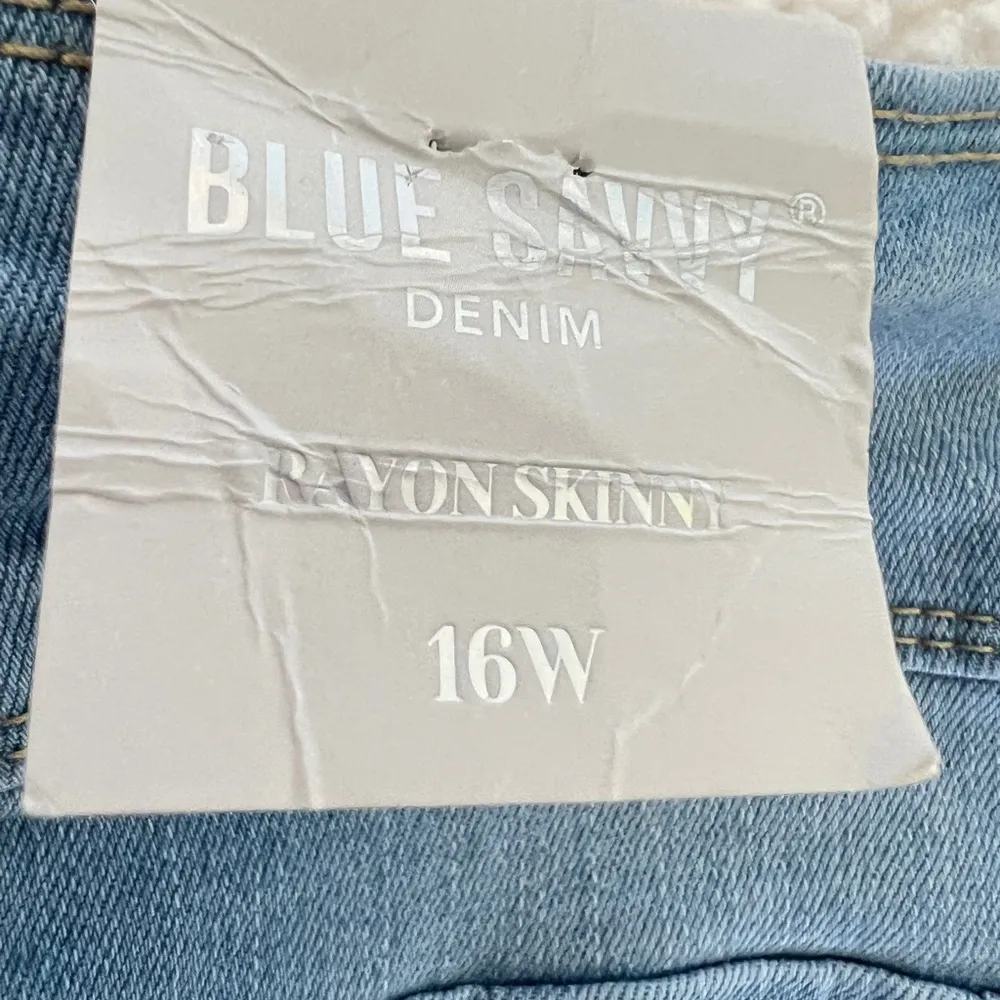 BLUE SAVVY®
DENIM
RAYON SKINNY
16W